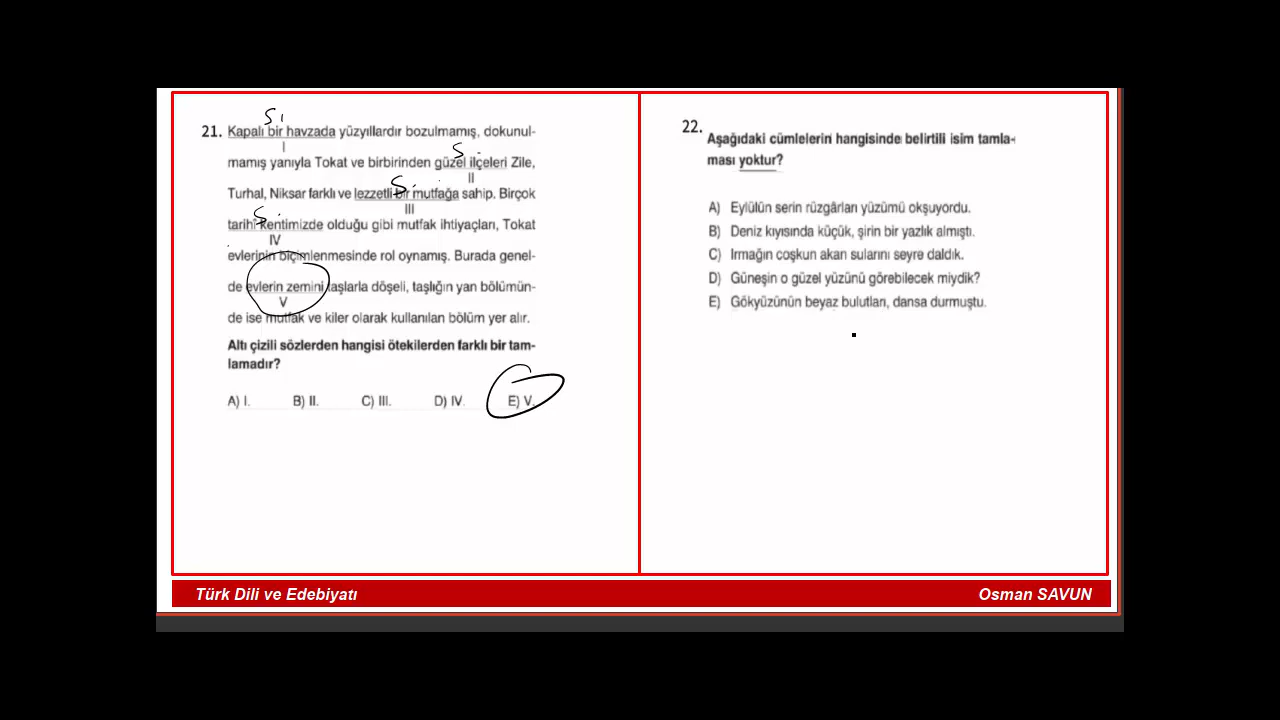 21. Kapalı bir havzada yüzyıllardır bozulmamış, dokunul-
I
mamış yanıyla Tokat ve birbirinden güzel ilçeleri Zile,
II
Turhal, Niksar farklı ve lezzetli bir mutfağa sahip. Birçok
III
tarihî kentimizde olduğu gibi mutfak ihtiyaçları, Tokat
IV
evlerinin biçimlenmesinde rol oynamış. Burada genel-
de evlerin zemini taşlarla döşeli, taşlığın yan bölümün-
V
de ise mutfak ve kiler olarak kullanılan bölüm yer alır.
Altı çizili sözlerden hangisi ötekilerden farklı bir tam-
lamadır?
A) I. B) II. C) III. D) IV. E) V.
22. Aşağıdaki cümlelerin hangisinde belirtili isim tamla-
ması yoktur?
A) Eylülün serin rüzgârları yüzümü okşuyordu.
B) Deniz kıyısında küçük, şirin bir yazlık almıştı.
C) Irmağın coşkun akan sularını seyre daldık.
D) Güneşin o güzel yüzünü görebilecek miydik?
E) Gökyüzünün beyaz bulutları, dansa durmuştu.
Türk Dili ve Edebiyatı
Osman SAVUN